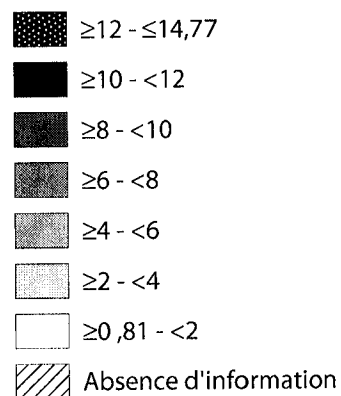 ≥12 - ≤14,77
≥10 - <12
≥8 - <10
≥6 - <8
≥4 - <6
≥2 - <4
≥0 ,81 - <2
Absence d'information